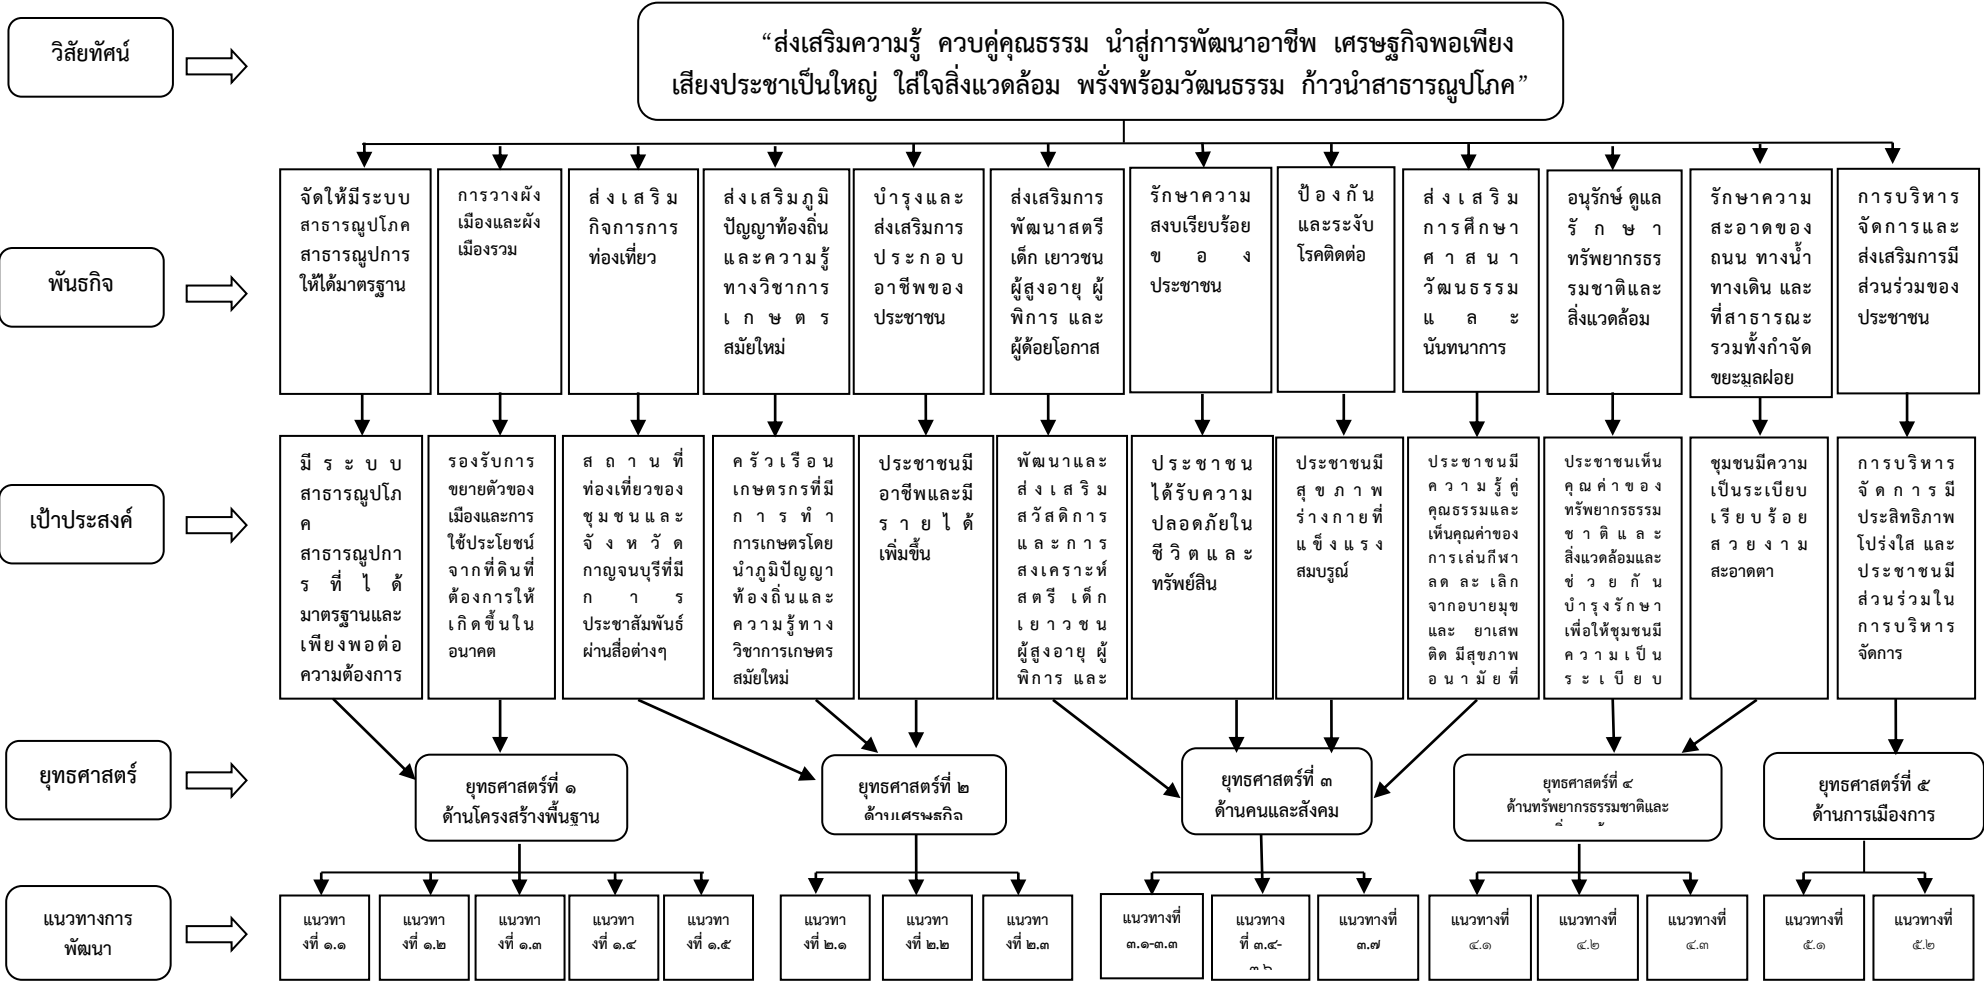 วิสัยทัศน์
“ส่งเสริมความรู้ ควบคู่คุณธรรม นำสู่การพัฒนาอาชีพ เศรษฐกิจพอเพียง
เสียงประชาเป็นใหญ่ ใส่ใจสิ่งแวดล้อม พรั่งพร้อมวัฒนธรรม ก้าวนำสาธารณูปโภค”
พันธกิจ
จัดให้มีระบบ
สาธารณูปโภค
สาธารณูปการ
ให้ได้มาตรฐาน
การวางผัง
เมืองและผัง
เมืองรวม
ส่งเสริม
กิจการการ
ท่องเที่ยว
ส่งเสริมภูมิ
ปัญญาท้องถิ่น
และความรู้
ทางวิชาการ
เกษตร
สมัยใหม่
บำรุงและ
ส่งเสริมการ
ประกอบ
อาชีพของ
ประชาชน
ส่งเสริมการ
พัฒนาสตรี
เด็ก เยาวชน
ผู้สูงอายุ ผู้
พิการ และ
ผู้ด้อยโอกาส
รักษาความ
สงบเรียบร้อย
ของ
ประชาชน
ป้องกัน
และระงับ
โรคติดต่อ
ส่งเสริม
การศึกษา
ศาสนา
วัฒนธรรม
และ
นันทนาการ
อนุรักษ์ ดูแล
รักษา
ทรัพยากรธร
รมชาติและ
สิ่งแวดล้อม
รักษาความ
สะอาดของ
ถนน ทางน้ำ
ทางเดิน และ
ที่สาธารณะ
รวมทั้งกำจัด
ขยะมูลฝอย
การบริหาร
จัดการและ
ส่งเสริมการมี
ส่วนร่วมของ
ประชาชน
เป้าประสงค์
มีระบบ
สาธารณูปโภ
ค
สาธารณูปกา
รที่ได้
มาตรฐานและ
เพียงพอต่อ
ความต้องการ
รองรับการ
ขยายตัวของ
เมืองและการ
ใช้ประโยชน์
จากที่ดินที่
ต้องการให้
เกิดขึ้นใน
อนาคต
สถานที่
ท่องเที่ยวของ
ชุมชนและ
จังหวัด
กาญจนบุรีที่มี
การ
ประชาสัมพันธ์
ผ่านสื่อต่างๆ
ครัวเรือน
เกษตรกรที่มี
การทำ
การเกษตรโดย
นำภูมิปัญญา
ท้องถิ่นและ
ความรู้ทาง
วิชาการเกษตร
สมัยใหม่
ประชาชนมี
อาชีพและมี
รายได้
เพิ่มขึ้น
พัฒนาและ
ส่งเสริม
สวัสดิการ
และการ
สงเคราะห์
สตรี เด็ก
เยาวชน
ผู้สูงอายุ ผู้
พิการ และ
ประชาชน
ได้รับความ
ปลอดภัยใน
ชีวิตและ
ทรัพย์สิน
ประชาชนมี
สุขภาพ
ร่างกายที่
แข็งแรง
สมบรูณ์
ประชาชนมี
ความรู้คู่
คุณธรรมและ
เห็นคุณค่าของ
การเล่นกีฬา
ลด ละ เลิก
จากอบายมุข
และ ยาเสพ
ติด มีสุขภาพ
อนามัยที่
ประชาชนเห็น
คุณค่าของ
ทรัพยากรธรรม
ชาติและ
สิ่งแวดล้อมและ
ช่วยกัน
บำรุงรักษา
เพื่อให้ชุมชนมี
ความเป็น
ระเบียบ
ชุมชนมีความ
เป็นระเบียบ
เรียบร้อย
สวยงาม
สะอาดตา
การบริหาร
จัดการมี
ประสิทธิภาพ
โปร่งใส และ
ประชาชนมี
ส่วนร่วมใน
การบริหาร
จัดการ
ยุทธศาสตร์
ยุทธศาสตร์ที่ ๑
ด้านโครงสร้างพื้นฐาน
ยุทธศาสตร์ที่ ๒
ด้านเศรษฐกิจ
ยุทธศาสตร์ที่ ๓
ด้านคนและสังคม
ยุทธศาสตร์ที่ ๔
ด้านทรัพยากรธรรมชาติและ
ยุทธศาสตร์ที่ ๕
ด้านการเมืองการ
แนวทางการ
พัฒนา
แนวทา
งที่ ๑.๑
แนวทา
งที่ ๑.๒
แนวทา
งที่ ๑.๓
แนวทา
งที่ ๑.๔
แนวทา
งที่ ๑.๕
แนวทา
งที่ ๒.๑
แนวทา
งที่ ๒.๒
แนวทา
งที่ ๒.๓
แนวทางที่
๓.๑-๓.๓
แนวทาง
ที่ ๓.๔-
๓.๖
แนวทางที่
๓.๗
แนวทางที่
๔.๑
แนวทางที่
๔.๒
แนวทางที่
๔.๓
แนวทางที่
๕.๑
แนวทางที่
๕.๒